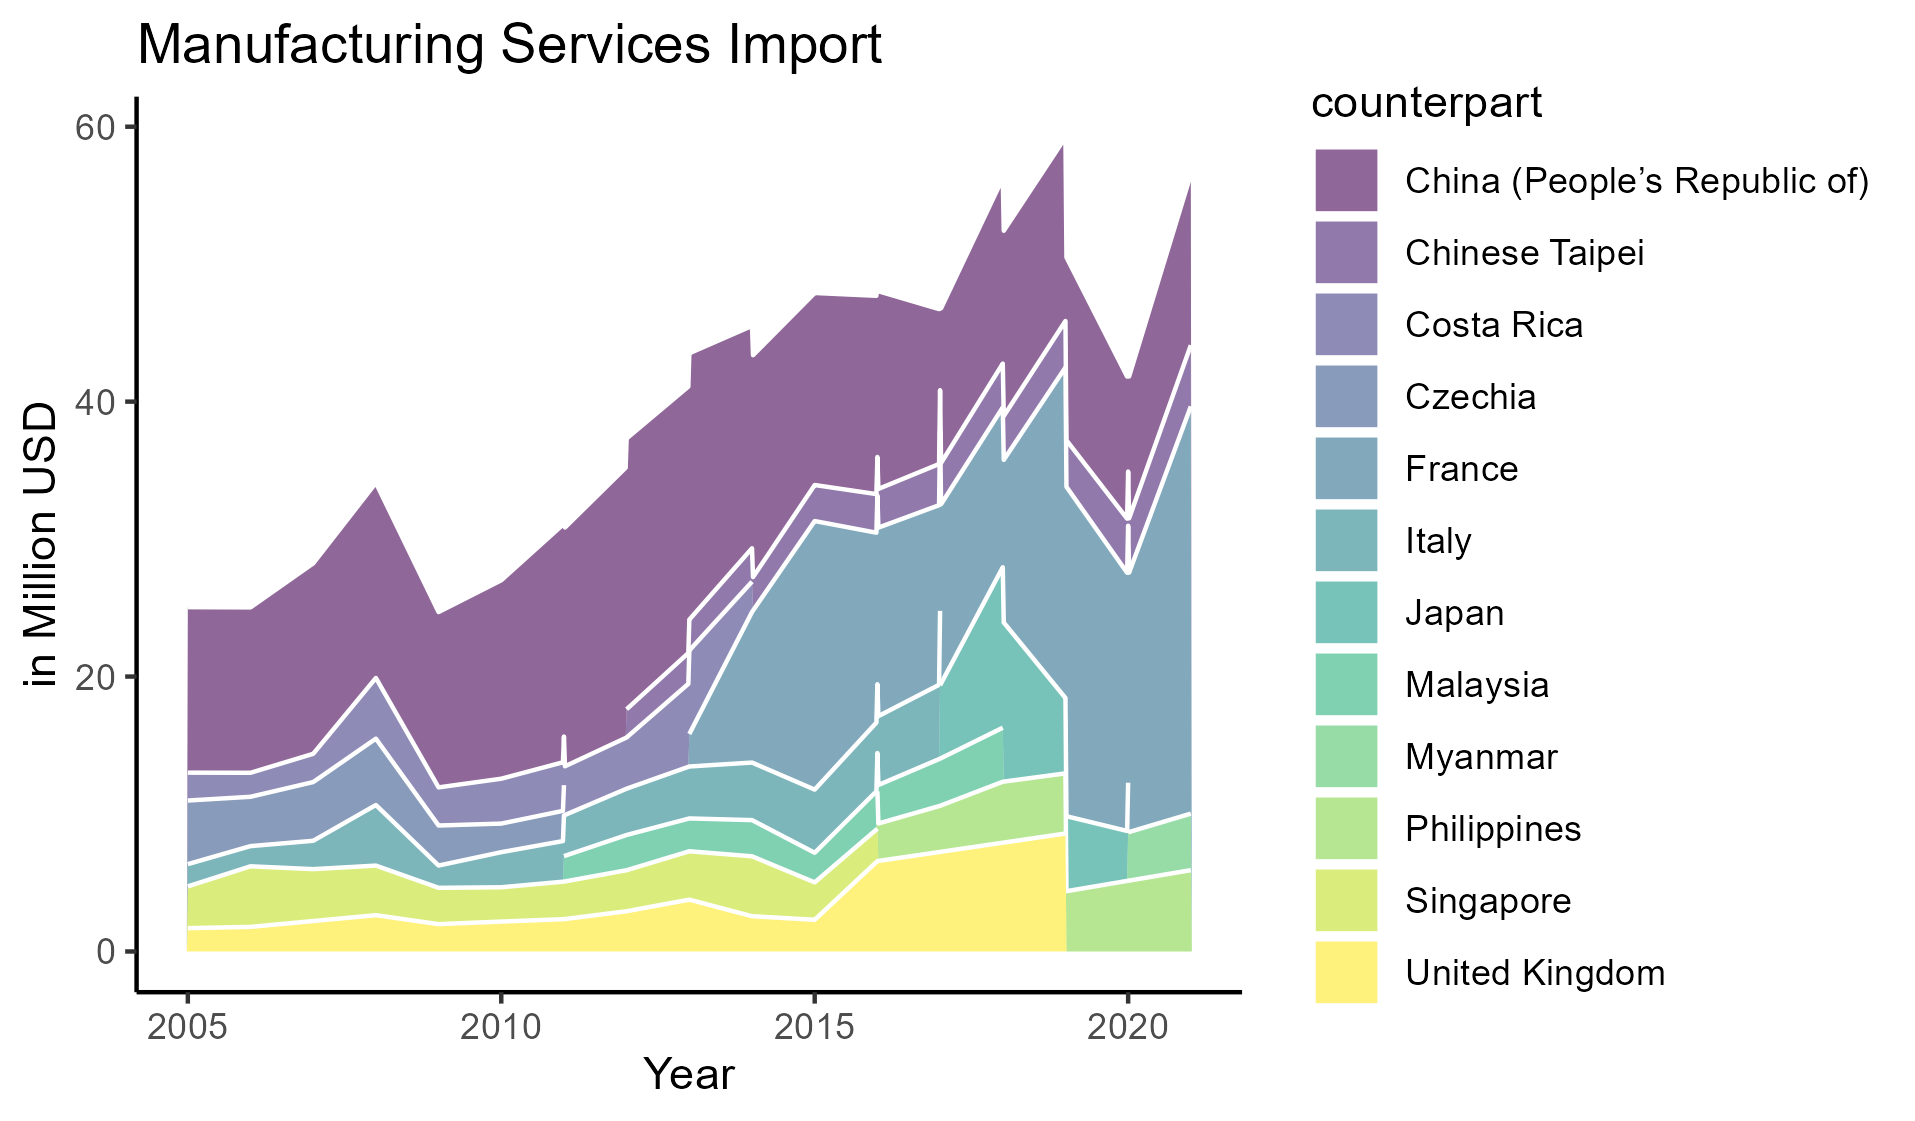 Manufacturing Services Import
in Million USD
60
40
20
0
2005
2010
2015
2020
Year
counterpart
China (People’s Republic of)
Chinese Taipei
Costa Rica
Czechia
France
Italy
Japan
Malaysia
Myanmar
Philippines
Singapore
United Kingdom